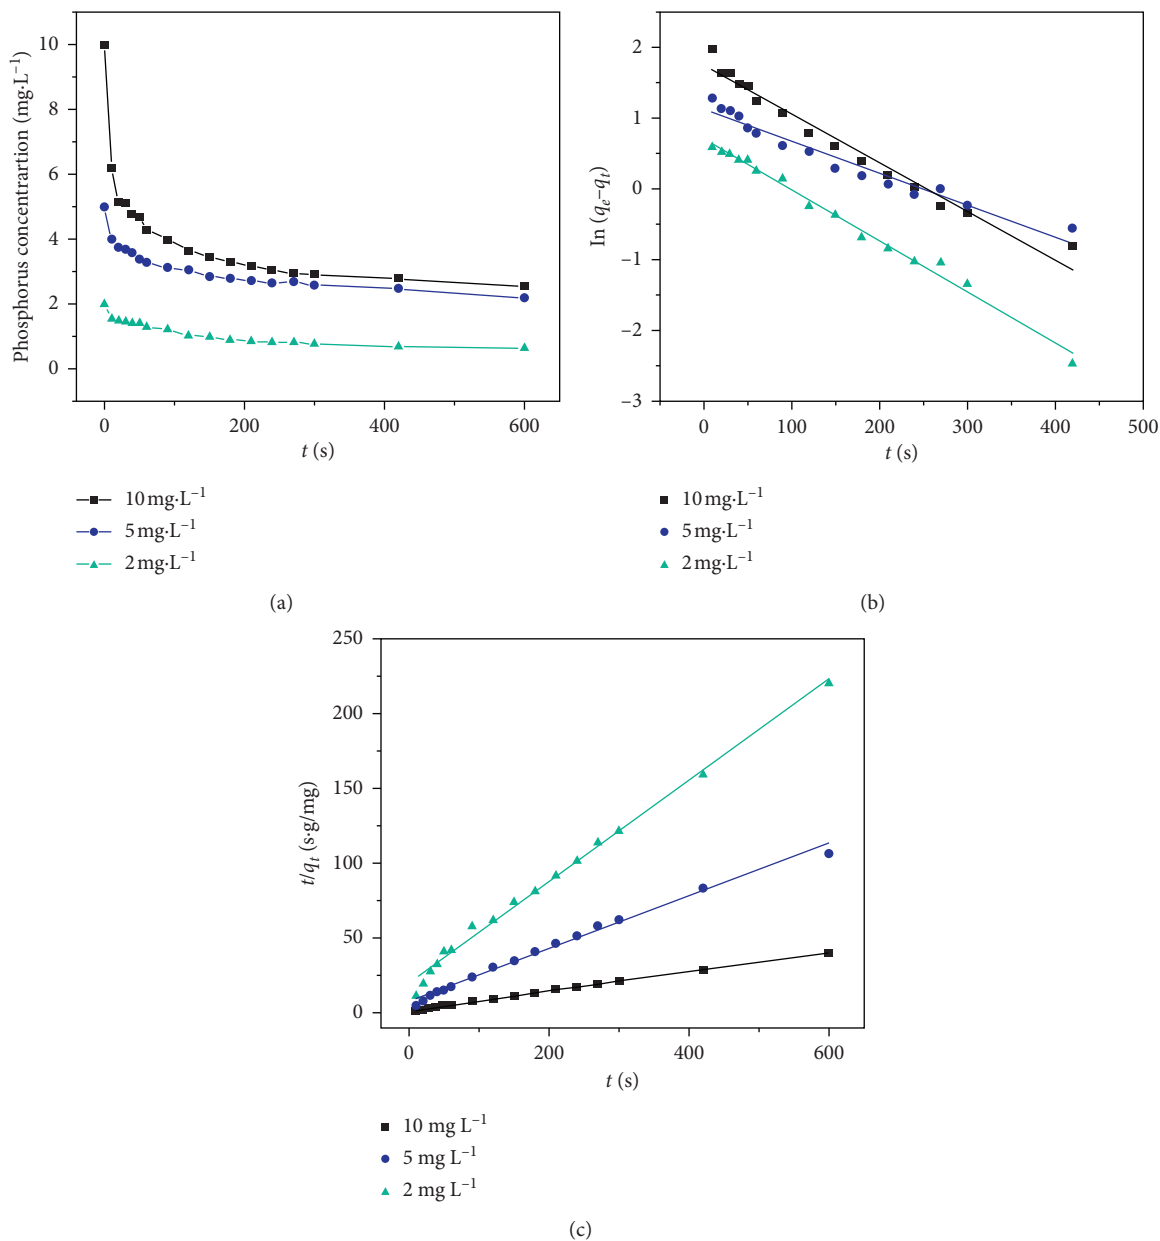 Phosphorus concentrartion (mg·L⁻¹)
10
8
6
4
2
0
0
200
400
600
t (s)
10 mg·L⁻¹
5 mg·L⁻¹
2 mg·L⁻¹
(a)
In (qₑ–qₜ)
2
1
0
–1
–2
–3
0
100
200
300
400
500
t (s)
10 mg·L⁻¹
5 mg·L⁻¹
2 mg·L⁻¹
(b)
t/qₜ (s·g/mg)
250
200
150
100
50
0
0
200
400
600
t (s)
10 mg L⁻¹
5 mg L⁻¹
2 mg L⁻¹
(c)